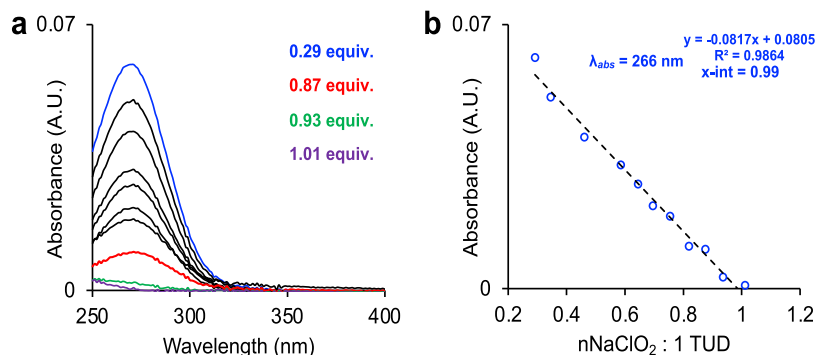 a
0.07
0.29 equiv.
0.87 equiv.
0.93 equiv.
1.01 equiv.
Absorbance (A.U.)
0
250
300
350
400
Wavelength (nm)
b
0.07
y = -0.0817x + 0.0805
R² = 0.9864
x-int = 0.99
λabs = 266 nm
Absorbance (A.U.)
0
0.2
0.4
0.6
0.8
1
1.2
nNaClO₂ : 1 TUD